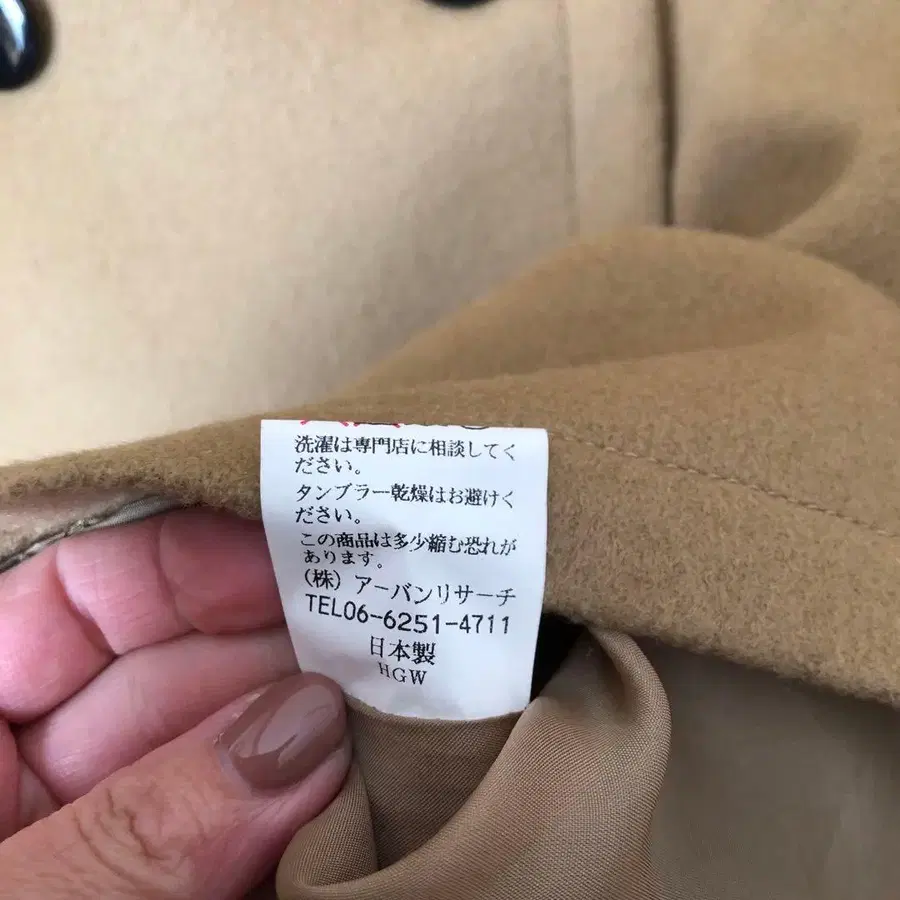 洗濯は専門店に相談してく
ださい。
タンブラー乾燥はお避けく
ださい。
この商品は多少縮む恐れが
あります。
(株) アーバンリサーチ
TEL06-6251-4711
日本製
HGW